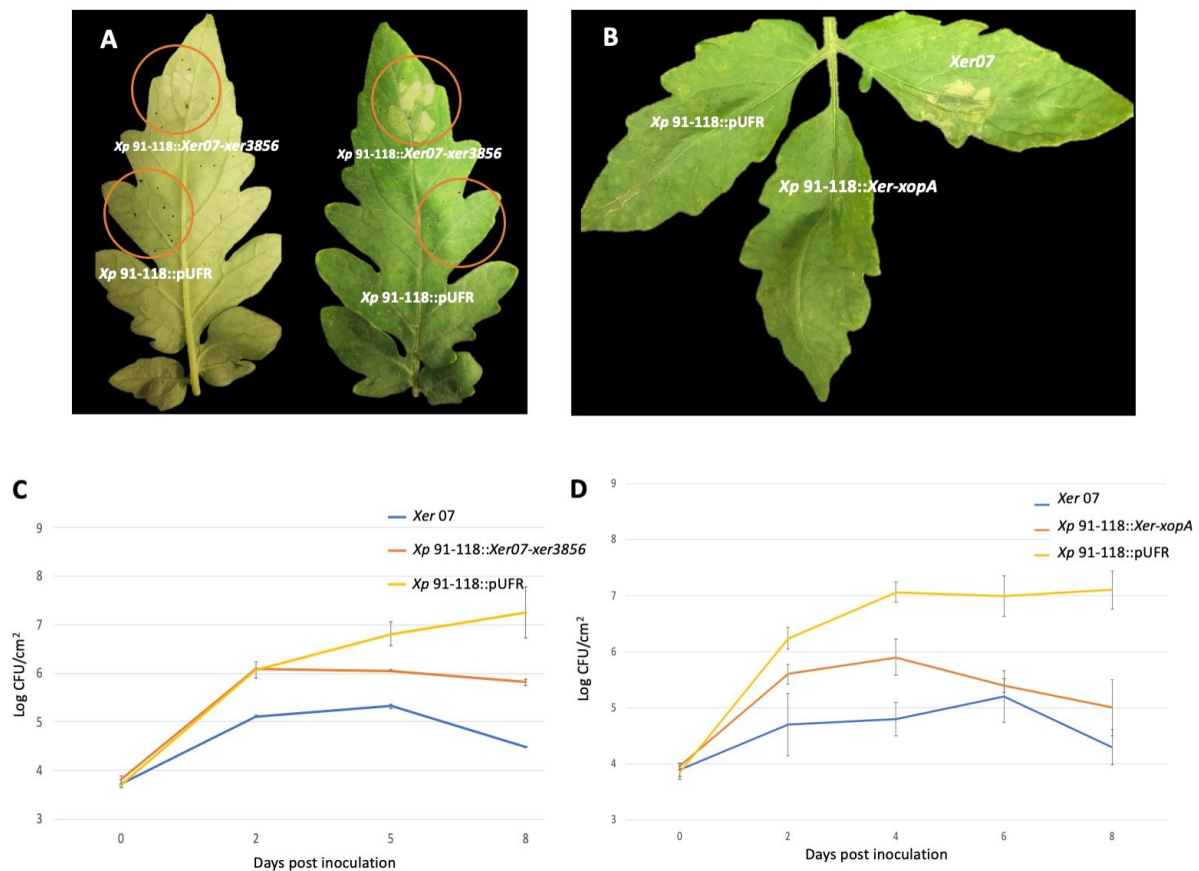 A
Xp 91-118::Xer07-xer3856
Xp 91-118::Xer07-xer3856
Xp 91-118::pUFR
Xp 91-118::pUFR
B
Xer07
Xp 91-118::pUFR
Xp 91-118::Xer-xopA
C
Xer 07
Xp 91-118::Xer07-xer3856
Xp 91-118::pUFR
9
8
7
6
5
4
3
Log CFU/cm²
0 2 5 8
Days post inoculation
D
Xer 07
Xp 91-118::Xer-xopA
Xp 91-118::pUFR
9
8
7
6
5
4
3
Log CFU/cm²
0 2 4 6 8
Days post inoculation